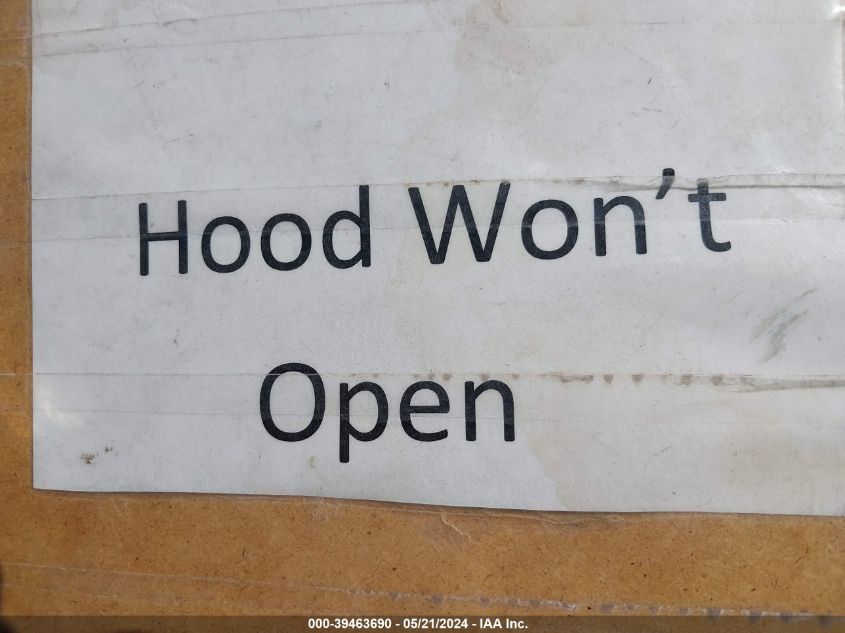 Hood Won’t
Open
000-39463690 - 05/21/2024 - IAA Inc.